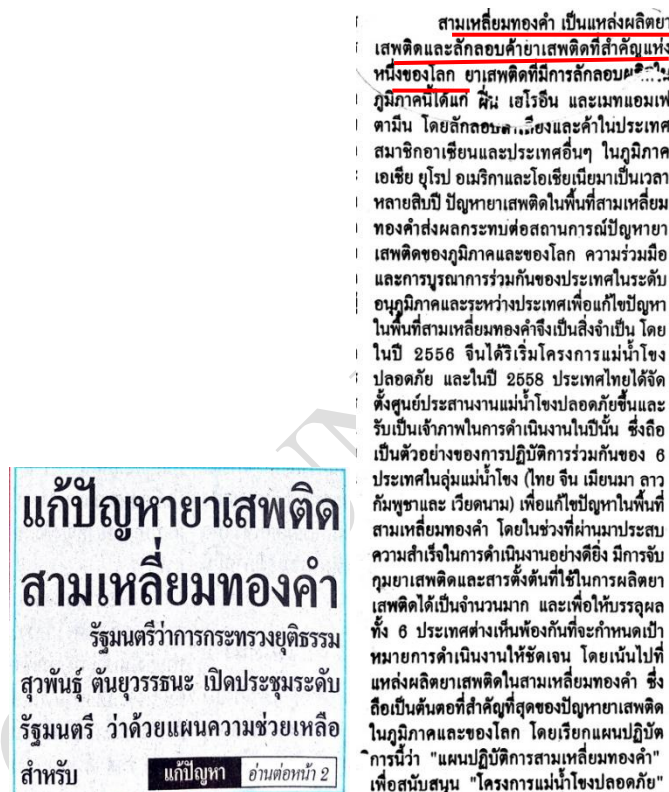 แก้ปัญหายาเสพติด
สามเหลี่ยมทองคำ
รัฐมนตรีว่าการกระทรวงยุติธรรม
สุวพันธุ์ ตันยุวรรธนะ เปิดประชุมระดับ
รัฐมนตรี ว่าด้วยแผนความช่วยเหลือ
สำหรับ แก้ปัญหา อ่านต่อหน้า 2
สามเหลี่ยมทองคำ เป็นแหล่งผลิตยา
เสพติดและลักลอบค้ายาเสพติดที่สำคัญแห่ง
หนึ่งของโลก ยาเสพติดที่มีการลักลอบผลิตใน
ภูมิภาคนี้ได้แก่ ฝิ่น เฮโรอีน และเมทแอมเฟ
ตามีน โดยลักลอบลำเลียงและค้าในประเทศ
สมาชิกอาเซียนและประเทศอื่นๆ ในภูมิภาค
เอเชีย ยุโรป อเมริกาและโอเชียเนียมาเป็นเวลา
หลายสิบปี ปัญหายาเสพติดในพื้นที่สามเหลี่ยม
ทองคำส่งผลกระทบต่อสถานการณ์ปัญหายา
เสพติดของภูมิภาคและของโลก ความร่วมมือ
และการบูรณาการร่วมกันของประเทศในระดับ
อนุภูมิภาคและระหว่างประเทศเพื่อแก้ไขปัญหา
ในพื้นที่สามเหลี่ยมทองคำจึงเป็นสิ่งจำเป็น โดย
ในปี 2556 จีนได้ริเริ่มโครงการแม่น้ำโขง
ปลอดภัย และในปี 2558 ประเทศไทยได้จัด
ตั้งศูนย์ประสานงานแม่น้ำโขงปลอดภัยขึ้นและ
รับเป็นเจ้าภาพในการดำเนินงานในปีนั้น ซึ่งถือ
เป็นตัวอย่างของการปฏิบัติการร่วมกันของ 6
ประเทศในลุ่มแม่น้ำโขง (ไทย จีน เมียนมา ลาว
กัมพูชาและ เวียดนาม) เพื่อแก้ไขปัญหาในพื้นที่
สามเหลี่ยมทองคำ โดยในช่วงที่ผ่านมาประสบ
ความสำเร็จในการดำเนินงานอย่างดียิ่ง มีการจับ
กุมยาเสพติดและสารตั้งต้นที่ใช้ในการผลิตยา
เสพติดได้เป็นจำนวนมาก และเพื่อให้บรรลุผล
ทั้ง 6 ประเทศต่างเห็นพ้องกันที่จะกำหนดเป้า
หมายการดำเนินงานให้ชัดเจน โดยเน้นไปที่
แหล่งผลิตยาเสพติดในสามเหลี่ยมทองคำ ซึ่ง
ถือเป็นต้นตอที่สำคัญที่สุดของปัญหายาเสพติด
ในภูมิภาคและของโลก โดยเรียกแผนปฏิบัต
การนี้ว่า "แผนปฏิบัติการสามเหลี่ยมทองคำ"
เพื่อสนับสนุน "โครงการแม่น้ำโขงปลอดภัย"